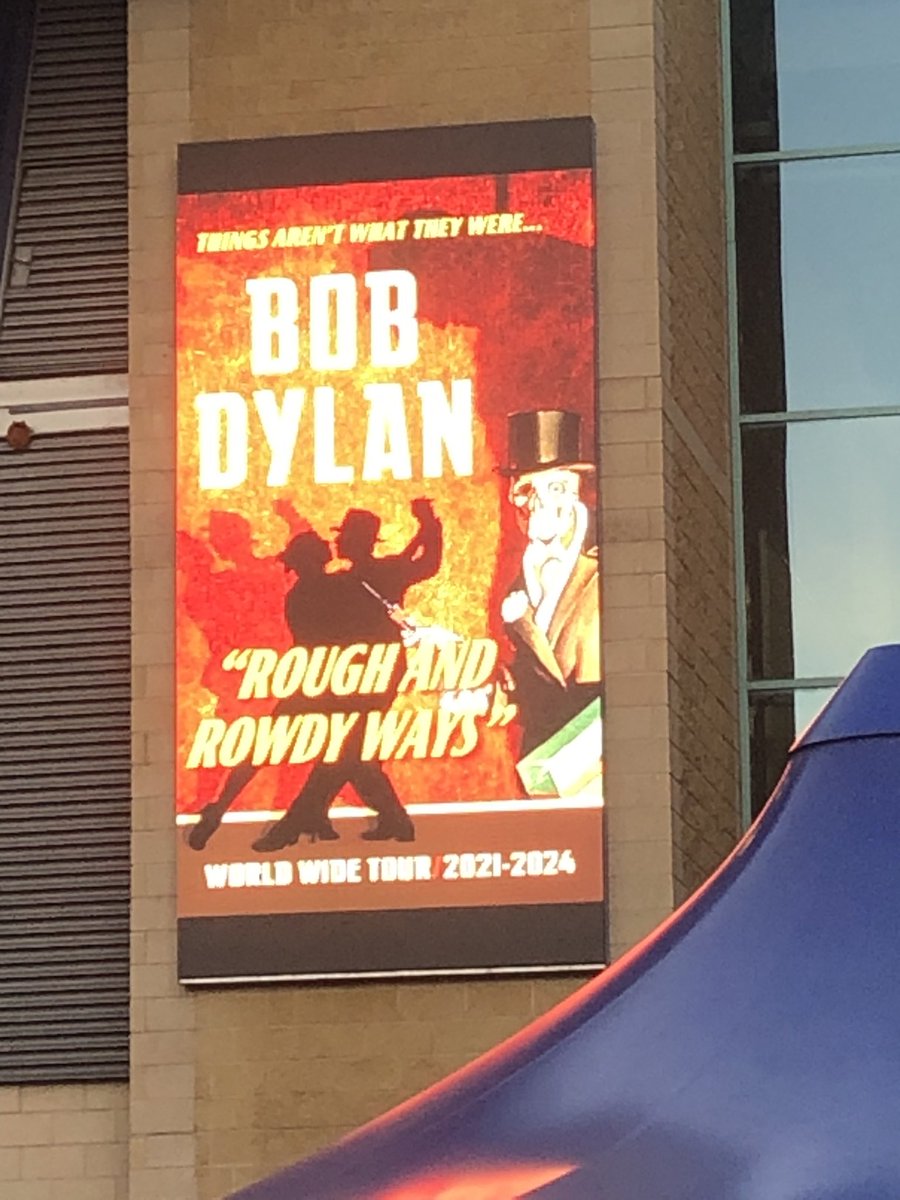 THINGS AREN'T WHAT THEY WERE...
BOB
DYLAN
"ROUGH AND
ROWDY WAYS"
WORLD WIDE TOUR/2021-2024